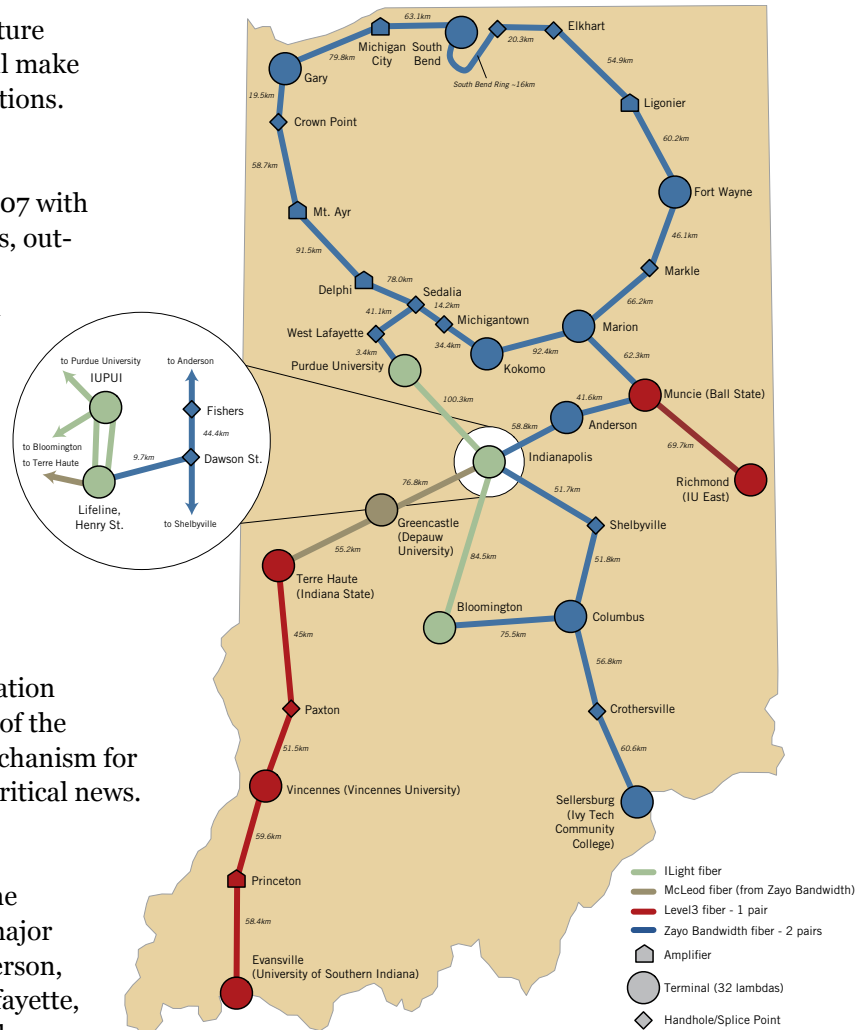 ture
l make
tions.
07 with
s, out-
ation
of the
chanism for
ritical news.
ne
major
erson,
fayette,
63.1km
Michigan
City
South
Bend
20.3km
Elkhart
79.8km
Gary
South Bend Ring ~16km
54.9km
19.5km
Ligonier
Crown Point
60.2km
58.7km
Fort Wayne
Mt. Ayr
46.1km
91.5km
Markle
78.0km
Delphi
Sedalia
14.2km
66.2km
41.1km
Michigantown
West Lafayette
Marion
34.4km
3.4km
92.4km
62.3km
Purdue University
Kokomo
100.3km
41.6km
Muncie (Ball State)
Anderson
58.8km
69.7km
Indianapolis
Richmond
(IU East)
76.8km
51.7km
Greencastle
(Depauw
University)
Shelbyville
55.2km
84.5km
51.8km
Terre Haute
(Indiana State)
Bloomington
Columbus
75.5km
45km
56.8km
Paxton
Crothersville
51.5km
60.6km
Vincennes (Vincennes University)
Sellersburg
(Ivy Tech
Community
College)
59.6km
Princeton
58.4km
Evansville
(University of Southern Indiana)
to Purdue University
to Anderson
IUPUI
Fishers
to Bloomington
44.4km
to Terre Haute
9.7km
Dawson St.
Lifeline,
Henry St.
to Shelbyville
ILight fiber
McLeod fiber (from Zayo Bandwidth)
Level3 fiber - 1 pair
Zayo Bandwidth fiber - 2 pairs
Amplifier
Terminal (32 lambdas)
Handhole/Splice Point